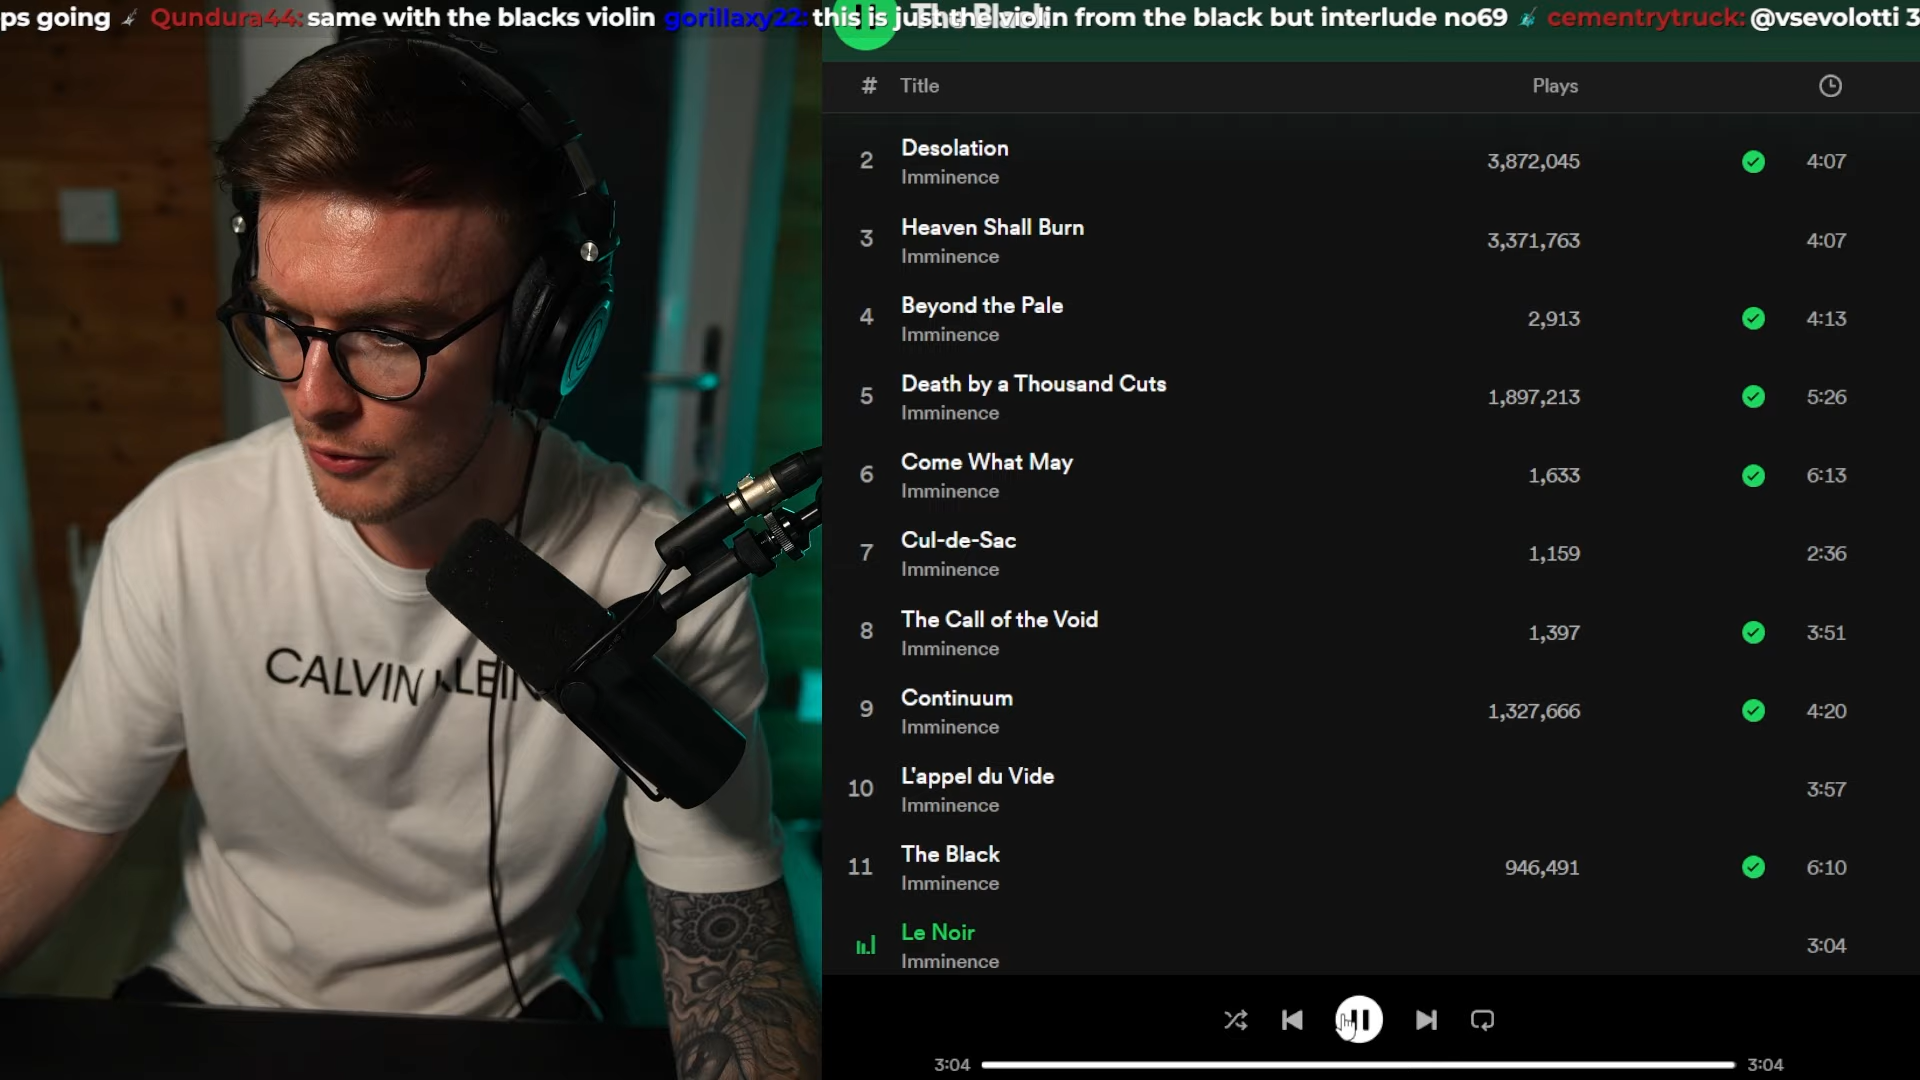 ps going Qundura44: same with the blacks violin gorillaxy22: this is just the violin from the black but interlude no69 cementrytruck: @vsevolotti 3
The Black
# Title Plays
2 Desolation 3,872,045 4:07
Imminence
3 Heaven Shall Burn 3,371,763 4:07
Imminence
4 Beyond the Pale 2,913 4:13
Imminence
5 Death by a Thousand Cuts 1,897,213 5:26
Imminence
6 Come What May 1,633 6:13
Imminence
7 Cul-de-Sac 1,159 2:36
Imminence
8 The Call of the Void 1,397 3:51
Imminence
9 Continuum 1,327,666 4:20
Imminence
10 L'appel du Vide 3:57
Imminence
11 The Black 946,491 6:10
Imminence
Le Noir 3:04
Imminence
3:04 3:04
CALVIN KLEIN